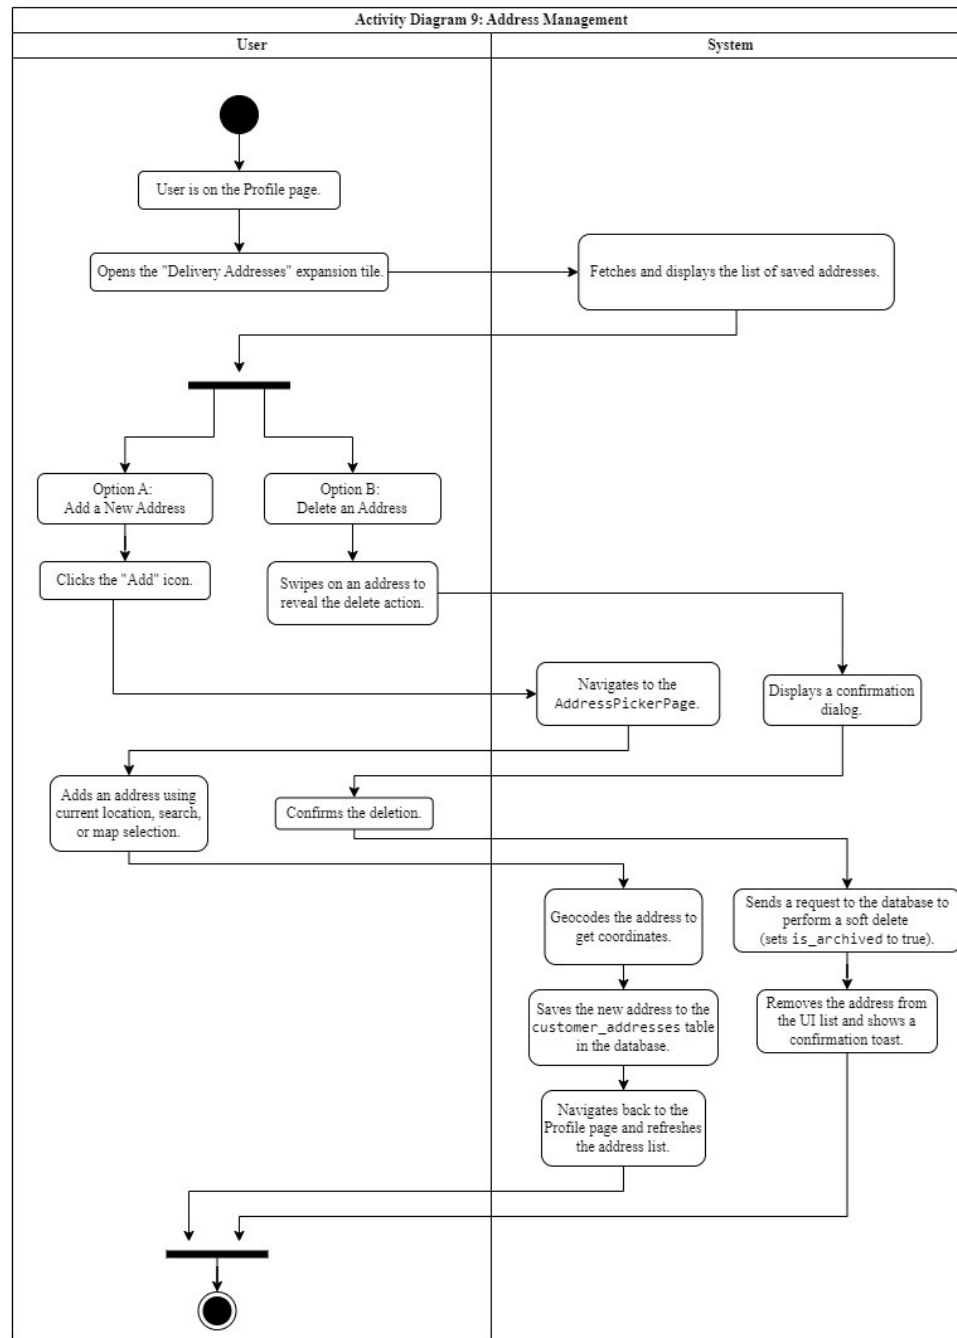 Activity Diagram 9: Address Management
User
System
User is on the Profile page.
Opens the "Delivery Addresses" expansion tile.
Fetches and displays the list of saved addresses.
Option A:
Add a New Address
Option B:
Delete an Address
Clicks the "Add" icon.
Swipes on an address to
reveal the delete action.
Navigates to the
AddressPickerPage.
Displays a confirmation
dialog.
Adds an address using
current location, search,
or map selection.
Confirms the deletion.
Geocodes the address to
get coordinates.
Sends a request to the database to
perform a soft delete
(sets is_archived to true).
Saves the new address to the
customer_addresses table
in the database.
Removes the address from
the UI list and shows a
confirmation toast.
Navigates back to the
Profile page and refreshes
the address list.